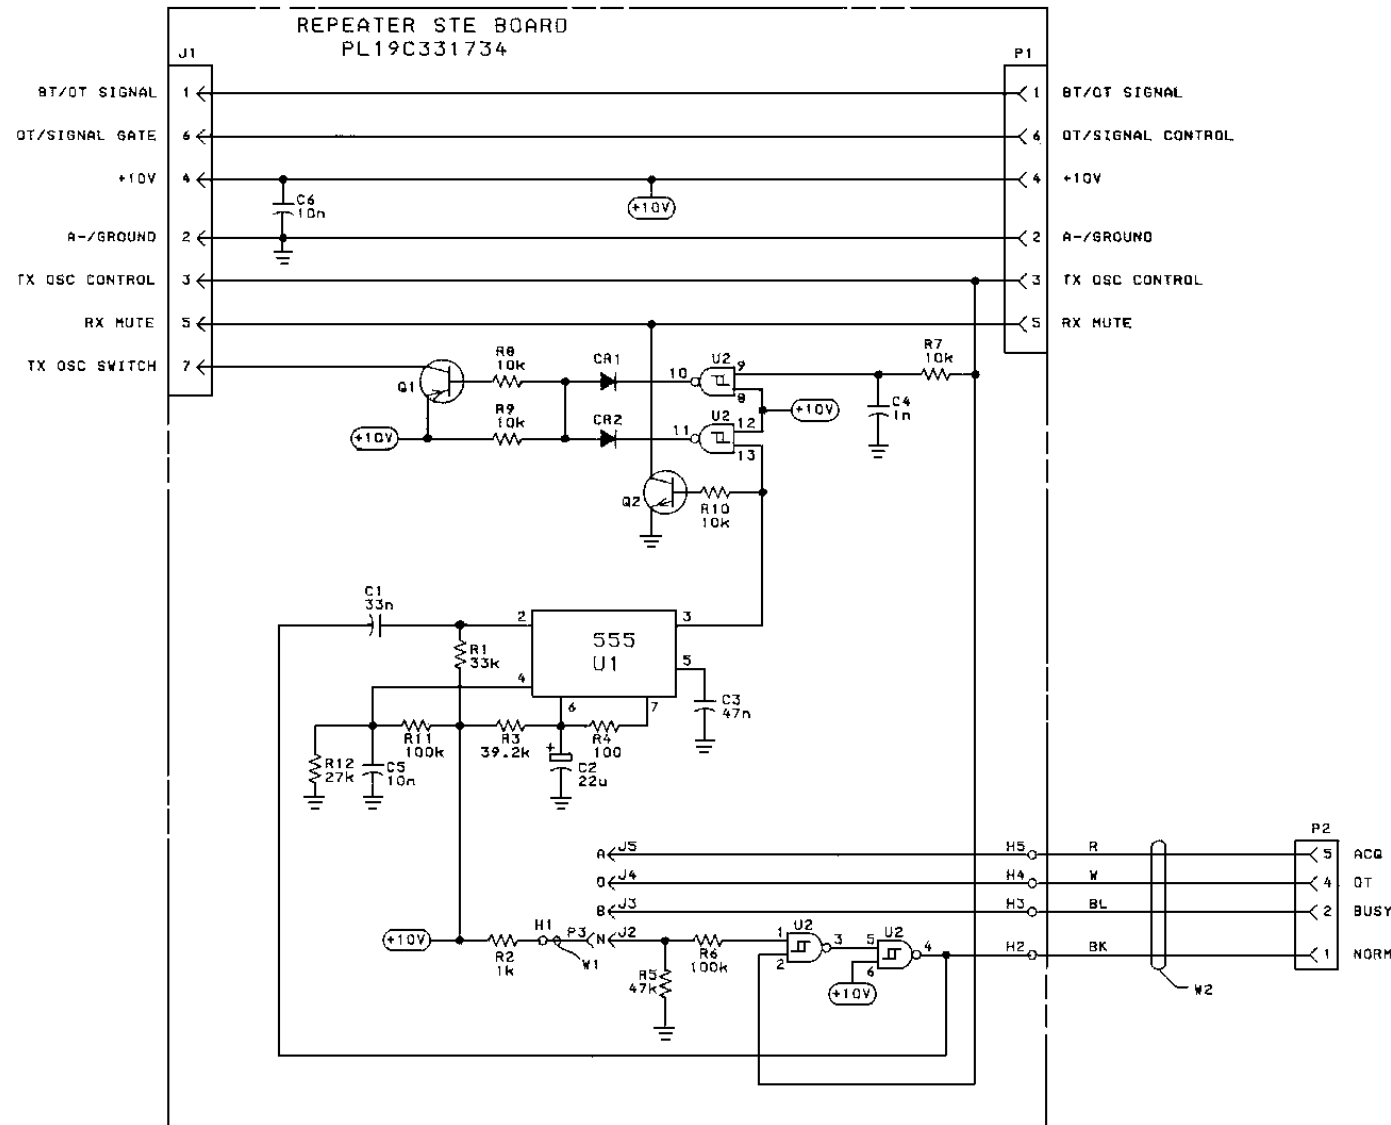 REPEATER STE BOARD
PL19C331734
J1
P1
BT/QT SIGNAL 1 1 BT/QT SIGNAL
QT/SIGNAL GATE 6 6 QT/SIGNAL CONTROL
+10V 4 4 +10V
C6
10n
+10V
A-/GROUND 2 2 A-/GROUND
TX OSC CONTROL 3 3 TX OSC CONTROL
RX MUTE 5 5 RX MUTE
TX OSC SWITCH 7
R8
10k
CR1
10
U2
9
8
R7
10k
Q1
C4
1n
R9
10k
CR2
11
U2
12
13
+10V
+10V
Q2
R10
10k
C1
33n
2
555
U1
3
R1
33k
5
4
6
7
C3
47n
R11
100k
R3
39.2k
R4
100
R12
27k
C5
10n
+
C2
22u
P2
A J5 H5 R 5 ACQ
Q J4 H4 W 4 QT
B J3 H3 BL 2 BUSY
+10V
R2
1k
H1
P3
N
J2
W1
R5
47k
R6
100k
1
2
U2
3
5
6
U2
4
+10V
H2 BK 1 NORM
W2